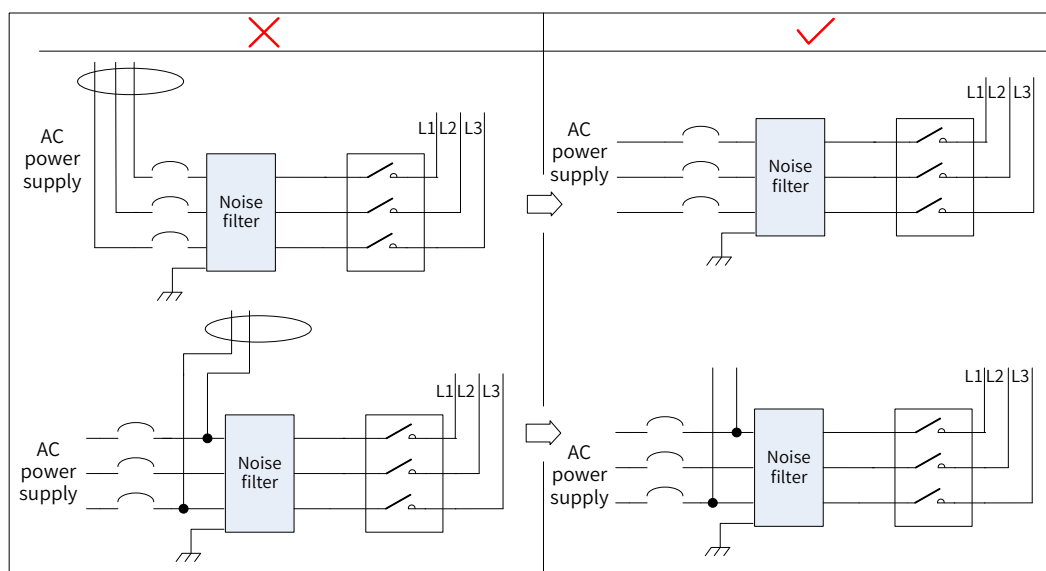 AC
power
supply
Noise
filter
L1 L2 L3
AC
power
supply
Noise
filter
L1 L2 L3
AC
power
supply
Noise
filter
L1 L2 L3
AC
power
supply
Noise
filter
L1 L2 L3